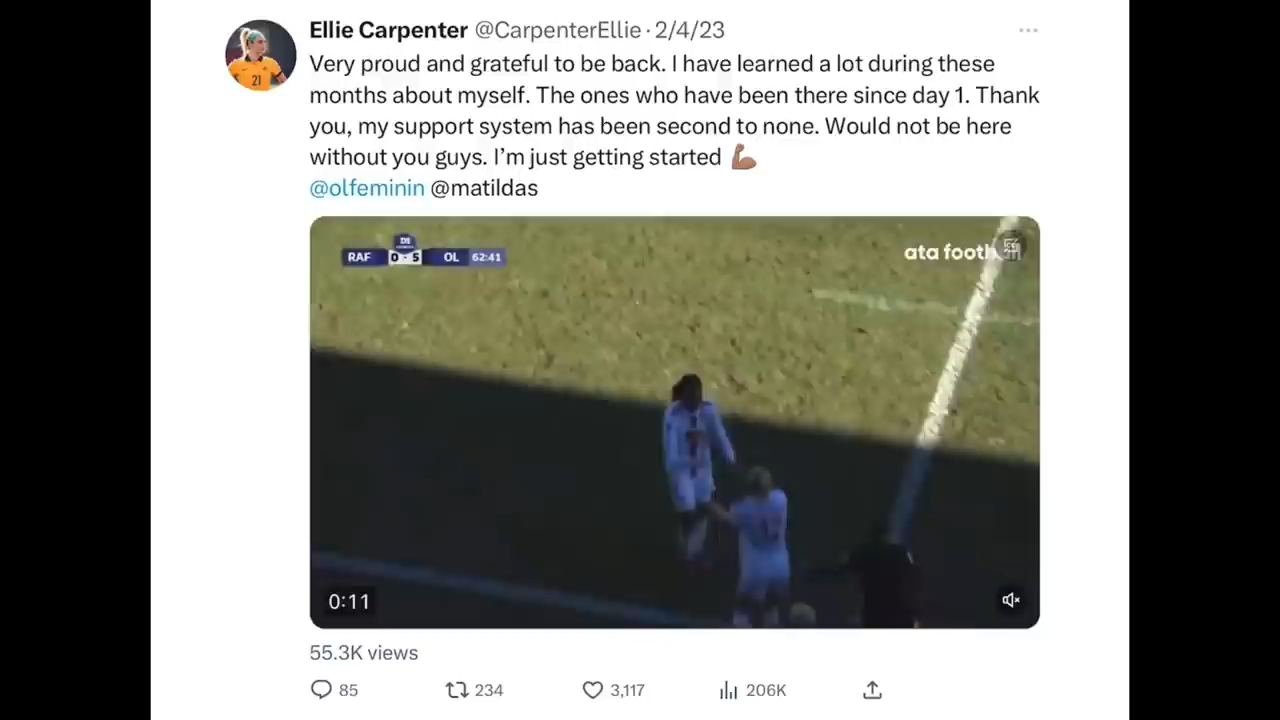 Ellie Carpenter @CarpenterEllie · 2/4/23
Very proud and grateful to be back. I have learned a lot during these
months about myself. The ones who have been there since day 1. Thank
you, my support system has been second to none. Would not be here
without you guys. I’m just getting started 💪🏽
@olfeminin @matildas
RAF 0 - 5 OL 62:41
ata footb
0:11
55.3K views
85 234 3,117 206K